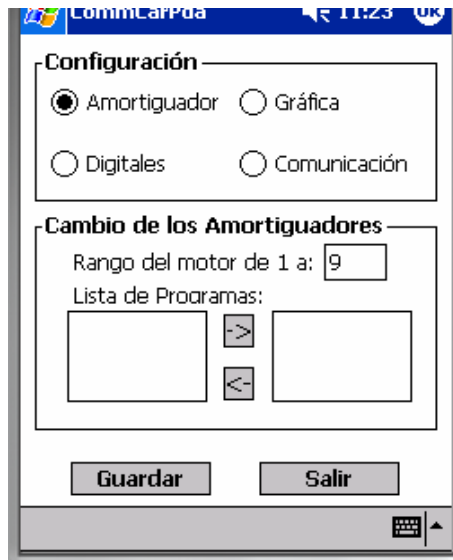 CommCarPda 11:23 OK
Configuración
Amortiguador Gráfica
Digitales Comunicación
Cambio de los Amortiguadores
Rango del motor de 1 a: 9
Lista de Programas:
->
<-
Guardar Salir